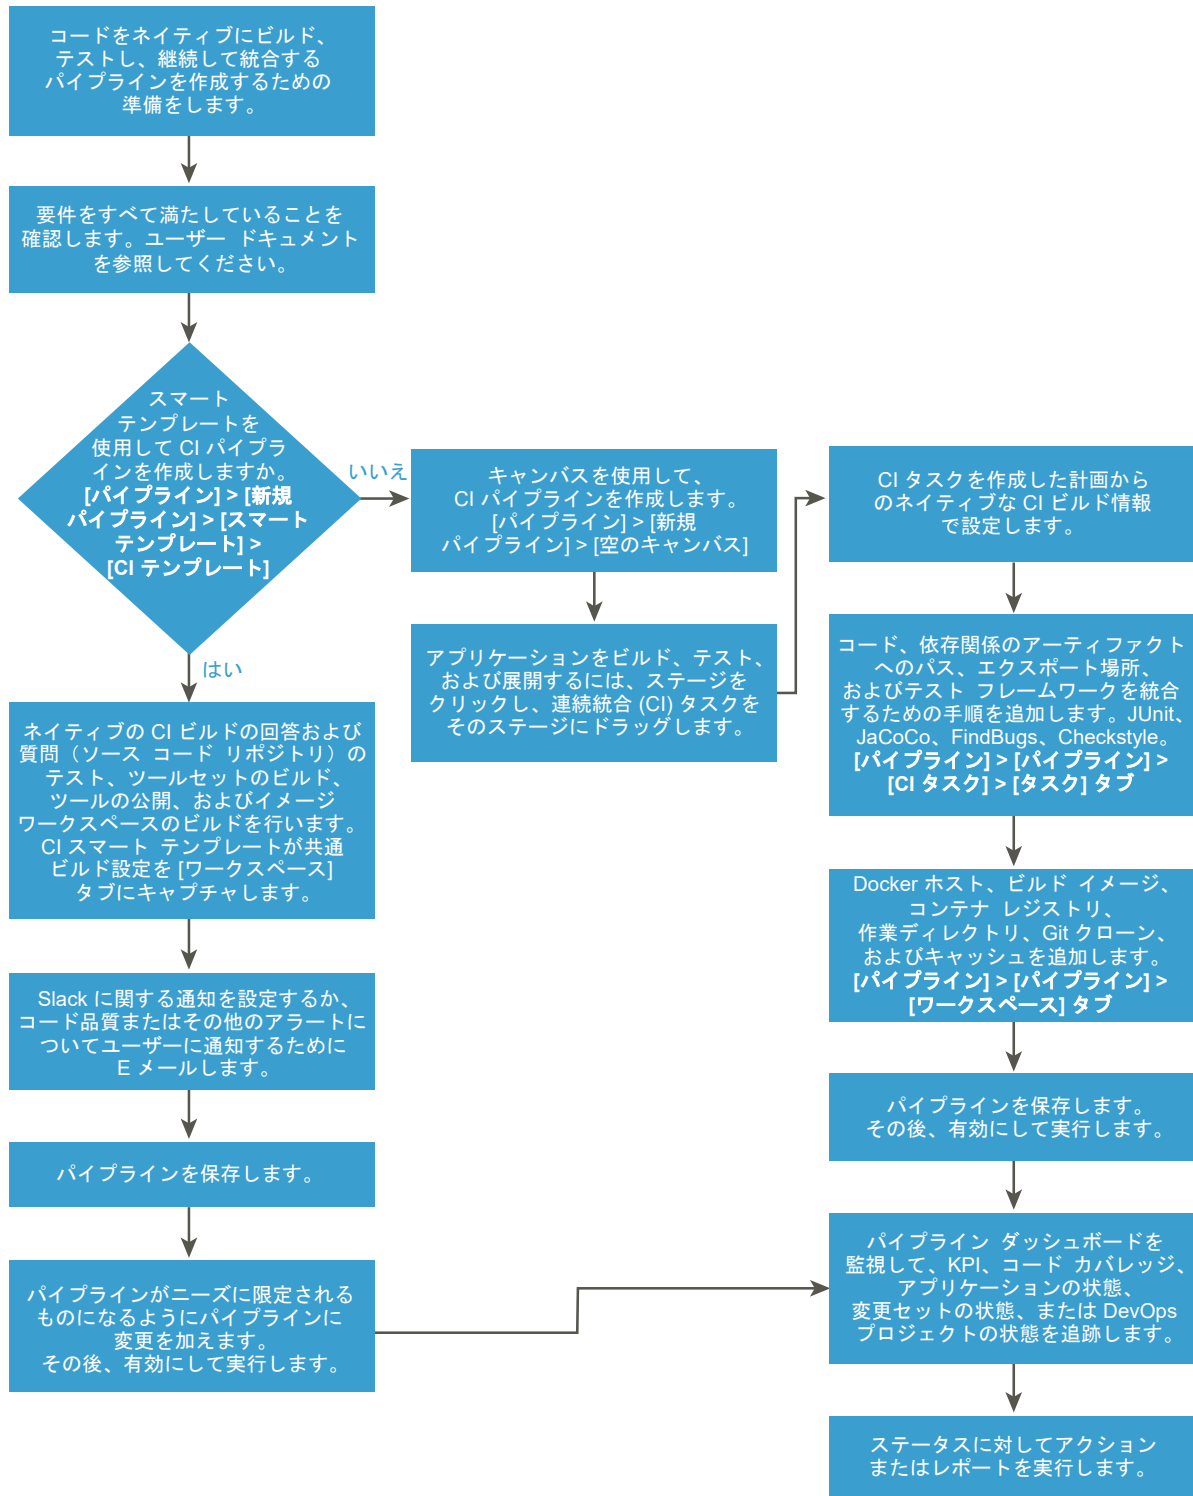 コードをネイティブにビルド、
テストし、継続して統合する
パイプラインを作成するための
準備をします。
要件をすべて満たしていることを
確認します。ユーザー ドキュメント
を参照してください。
スマート
テンプレートを
使用して CI パイプラ
インを作成しますか。
[パイプライン] > [新規
パイプライン] > [スマート
テンプレート] >
[CI テンプレート]
いいえ
はい
ネイティブの CI ビルドの回答および
質問（ソース コード リポジトリ）の
テスト、ツールセットのビルド、
ツールの公開、およびイメージ
ワークスペースのビルドを行います。
CI スマート テンプレートが共通
ビルド設定を [ワークスペース]
タブにキャプチャします。
Slack に関する通知を設定するか、
コード品質またはその他のアラートに
ついてユーザーに通知するために
E メールします。
パイプラインを保存します。
パイプラインがニーズに限定される
ものになるようにパイプラインに
変更を加えます。
その後、有効にして実行します。
キャンバスを使用して、
CI パイプラインを作成します。
[パイプライン] > [新規
パイプライン] > [空のキャンバス]
アプリケーションをビルド、テスト、
および展開するには、ステージを
クリックし、連続統合 (CI) タスクを
そのステージにドラッグします。
CI タスクを作成した計画から
のネイティブな CI ビルド情報
で設定します。
コード、依存関係のアーティファクト
へのパス、エクスポート場所、
およびテスト フレームワークを統合
するための手順を追加します。JUnit、
JaCoCo、FindBugs、Checkstyle。
[パイプライン] > [パイプライン] >
[CI タスク] > [タスク] タブ
Docker ホスト、ビルド イメージ、
コンテナ レジストリ、
作業ディレクトリ、Git クローン、
およびキャッシュを追加します。
[パイプライン] > [パイプライン] >
[ワークスペース] タブ
パイプラインを保存します。
その後、有効にして実行します。
パイプライン ダッシュボードを
監視して、KPI、コード カバレッジ、
アプリケーションの状態、
変更セットの状態、または DevOps
プロジェクトの状態を追跡します。
ステータスに対してアクション
またはレポートを実行します。